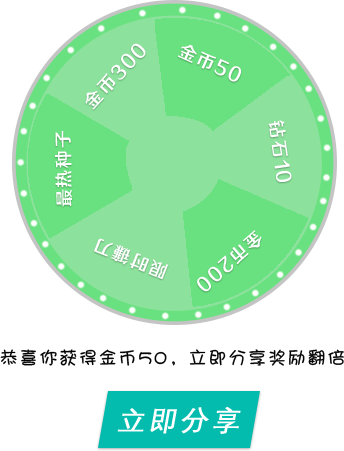 金币300
金币50
钻石10
金币200
限时镰刀
最热种子
恭喜你获得金币50，立即分享奖励翻倍
立即分享